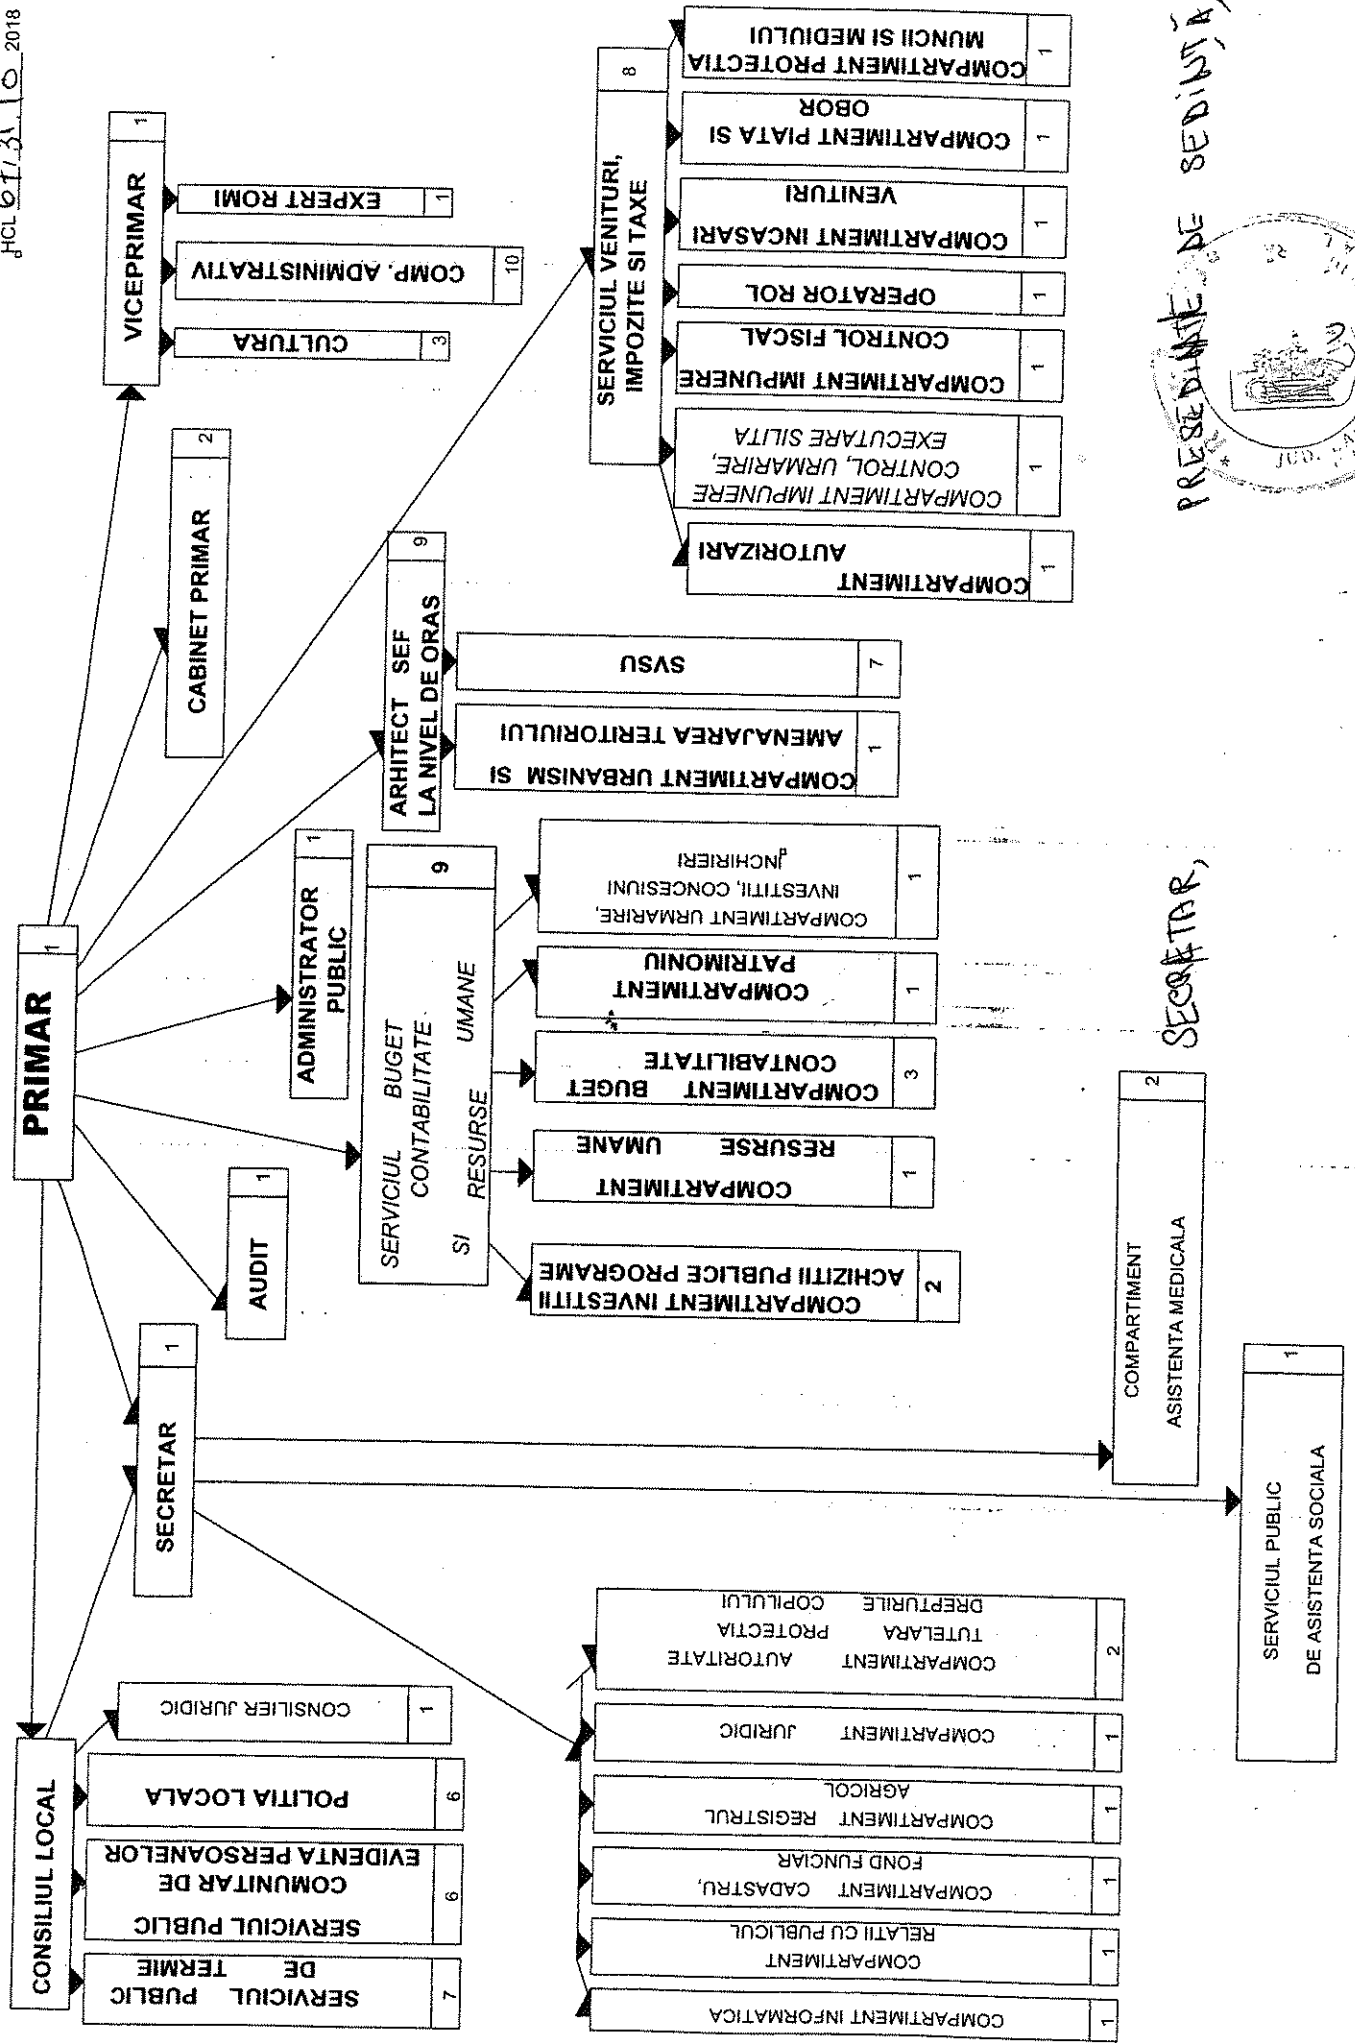 HCL 67/31.10 2018
PRIMAR
1
CONSILIUL LOCAL
SERVICIUL PUBLIC
DE TERMIE
7
SERVICIUL PUBLIC
COMUNITAR DE
EVIDENTA PERSOANELOR
6
POLITIA LOCALA
6
CONSILIER JURIDIC
1
SECRETAR
1
COMPARTIMENT INFORMATICA
1
COMPARTIMENT
RELATII CU PUBLICUL
1
COMPARTIMENT CADASTRU,
FOND FUNCIAR
1
COMPARTIMENT REGISTRUL
AGRICOL
1
COMPARTIMENT JURIDIC
1
COMPARTIMENT AUTORITATE
TUTELARA PROTECTIA
DREPTURILE COPILULUI
2
SERVICIUL PUBLIC
DE ASISTENTA SOCIALA
1
COMPARTIMENT
ASISTENTA MEDICALA
2
AUDIT
1
SERVICIUL BUGET
CONTABILITATE
SI RESURSE UMANE
9
COMPARTIMENT INVESTITII
ACHIZITII PUBLICE PROGRAME
2
COMPARTIMENT
RESURSE UMANE
1
COMPARTIMENT BUGET
CONTABILITATE
3
COMPARTIMENT
PATRIMONIU
1
COMPARTIMENT URMARIRE,
INVESTITII, CONCESIUNI
INCHIRIERI
1
ADMINISTRATOR
PUBLIC
1
ARHITECT SEF
LA NIVEL DE ORAS
9
COMPARTIMENT URBANISM SI
AMENAJAREA TERITORIULUI
1
SVSU
7
CABINET PRIMAR
2
VICEPRIMAR
1
CULTURA
3
COMP. ADMINISTRATIV
10
EXPERT ROMI
1
SERVICIUL VENITURI,
IMPOZITE SI TAXE
8
COMPARTIMENT
AUTORIZARI
1
COMPARTIMENT IMPUNERE
CONTROL, URMARIRE,
EXECUTARE SILITA
1
COMPARTIMENT IMPUNERE
CONTROL FISCAL
1
OPERATOR ROL
1
COMPARTIMENT INCASARI
VENITURI
1
COMPARTIMENT PIATA SI
OBOR
1
COMPARTIMENT PROTECTIA
MUNCII SI MEDIULUI
1
SECRETAR,
PREȘEDINTE DE ȘEDINȚĂ,
JUD.